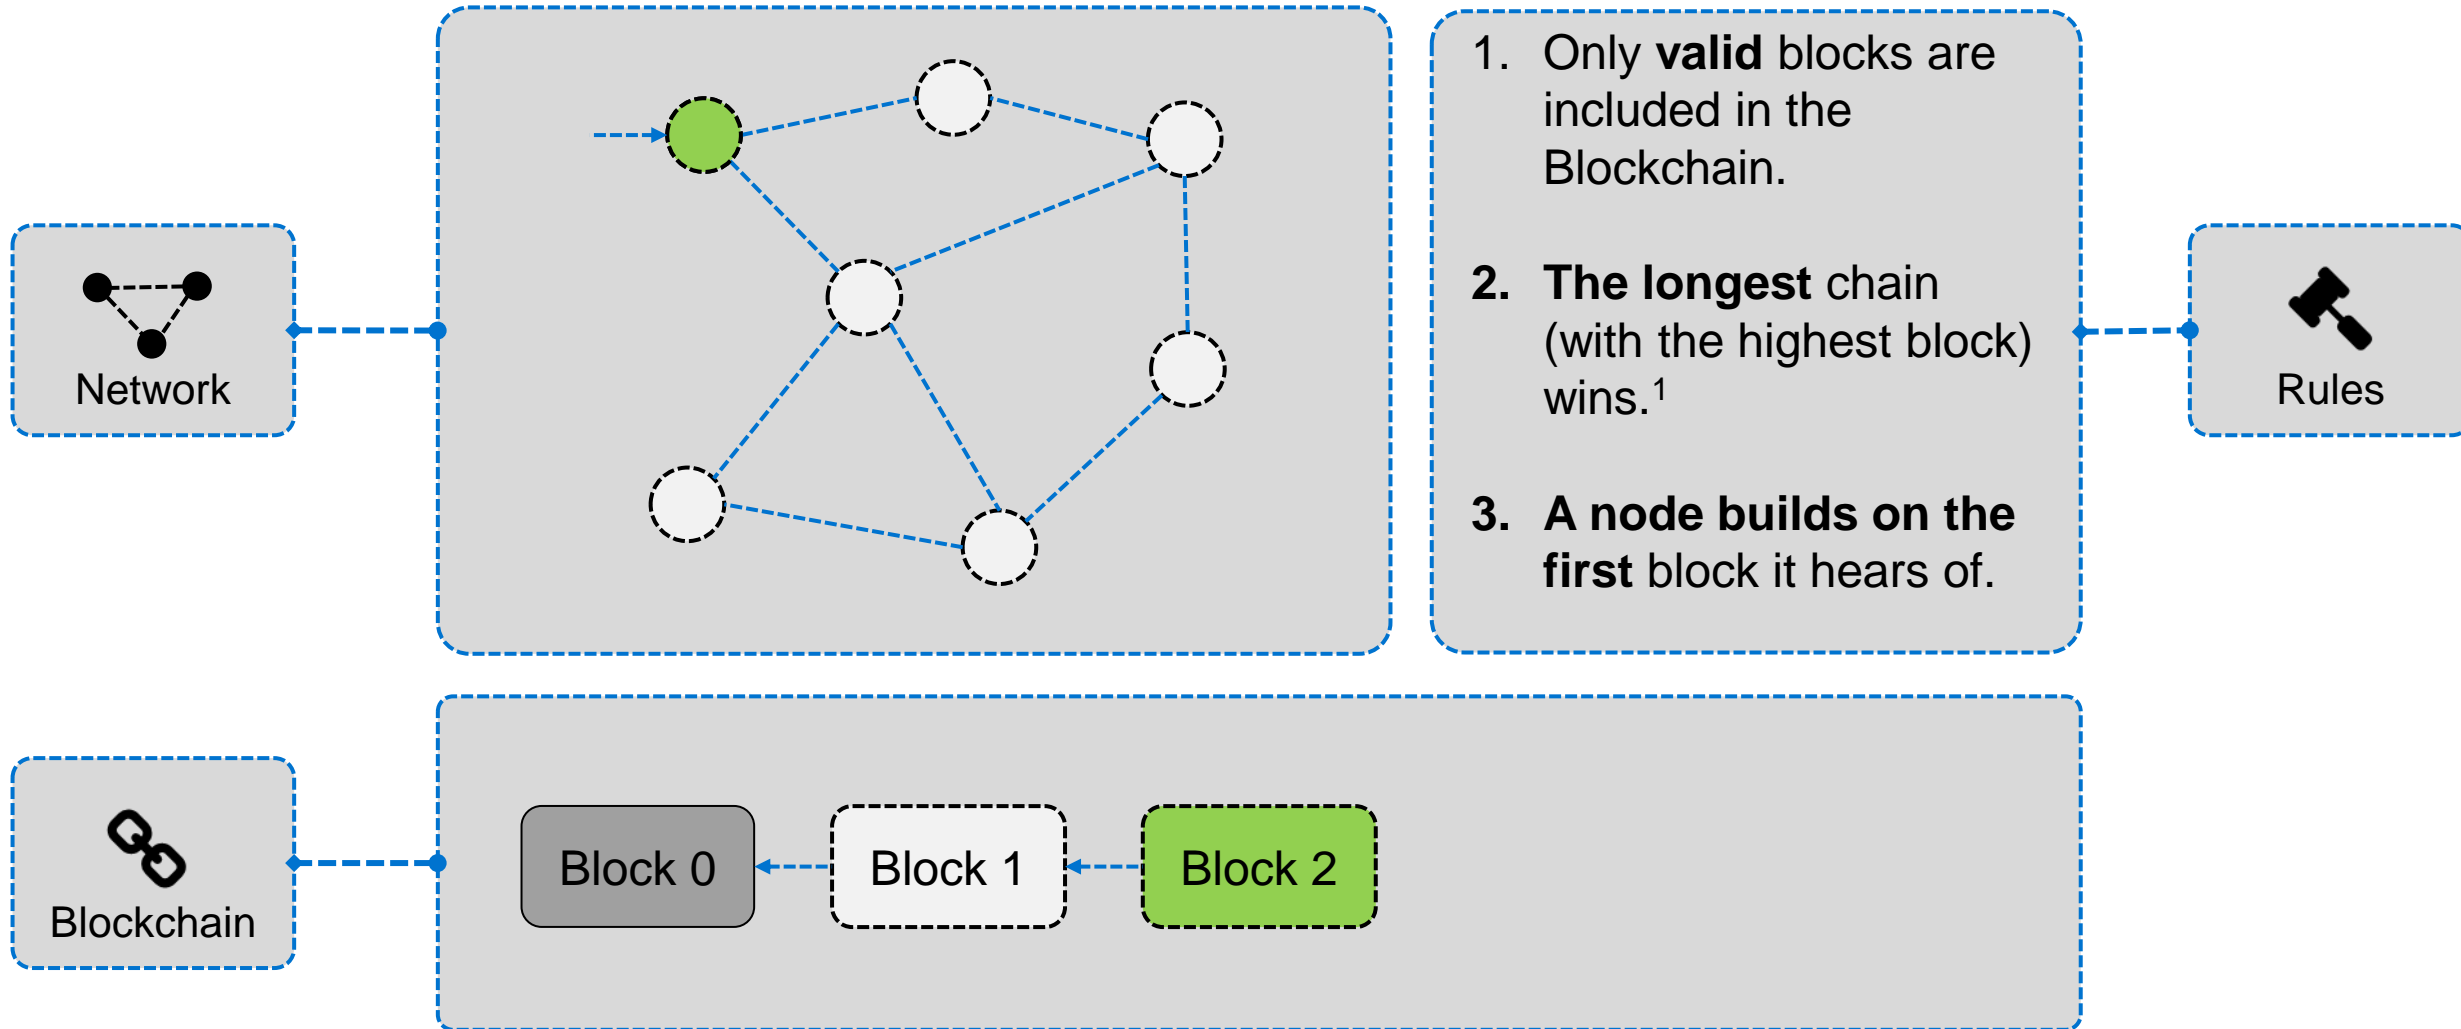 Network
1. Only valid blocks are
included in the
Blockchain.
2. The longest chain
(with the highest block)
wins.¹
3. A node builds on the
first block it hears of.
Rules
Blockchain
Block 0
Block 1
Block 2